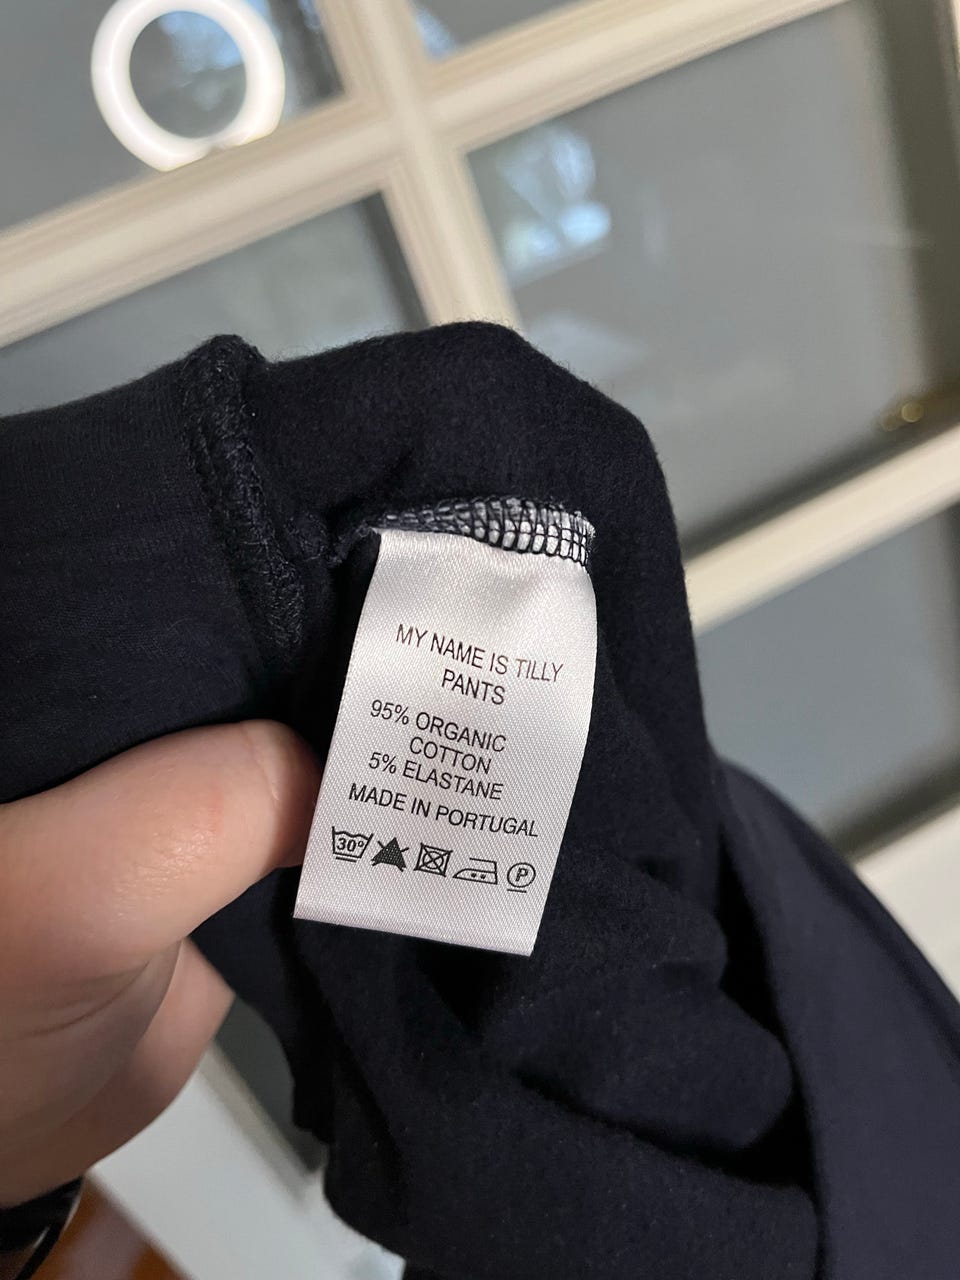 MY NAME IS TILLY
PANTS
95% ORGANIC
COTTON
5% ELASTANE
MADE IN PORTUGAL
30° P